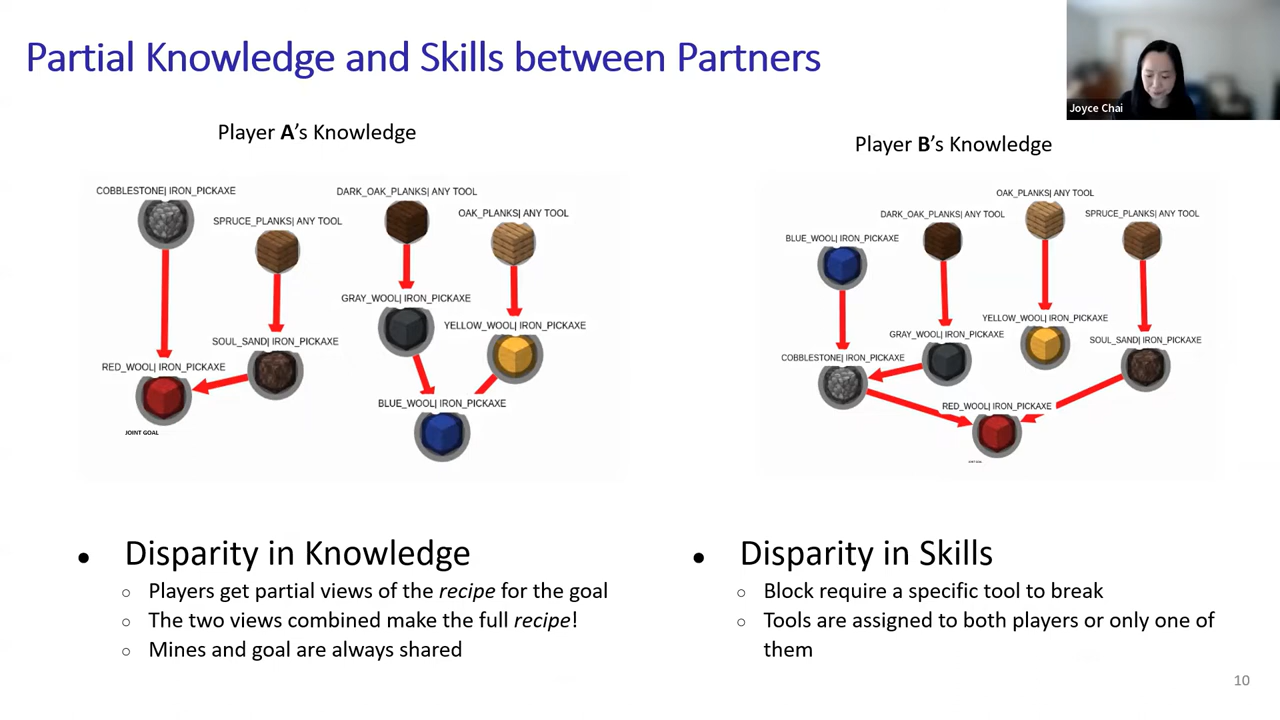 Partial Knowledge and Skills between Partners
Joyce Chai
Player A's Knowledge
COBBLESTONE| IRON_PICKAXE
DARK_OAK_PLANKS| ANY TOOL
SPRUCE_PLANKS| ANY TOOL
OAK_PLANKS| ANY TOOL
GRAY_WOOL| IRON_PICKAXE
YELLOW_WOOL| IRON_PICKAXE
SOUL_SAND| IRON_PICKAXE
RED_WOOL| IRON_PICKAXE
BLUE_WOOL| IRON_PICKAXE
JOINT GOAL
Player B's Knowledge
OAK_PLANKS| ANY TOOL
DARK_OAK_PLANKS| ANY TOOL
SPRUCE_PLANKS| ANY TOOL
BLUE_WOOL| IRON_PICKAXE
YELLOW_WOOL| IRON_PICKAXE
GRAY_WOOL| IRON_PICKAXE
SOUL_SAND| IRON_PICKAXE
COBBLESTONE| IRON_PICKAXE
RED_WOOL| IRON_PICKAXE
● Disparity in Knowledge
○ Players get partial views of the recipe for the goal
○ The two views combined make the full recipe!
○ Mines and goal are always shared
● Disparity in Skills
○ Block require a specific tool to break
○ Tools are assigned to both players or only one of
them
10